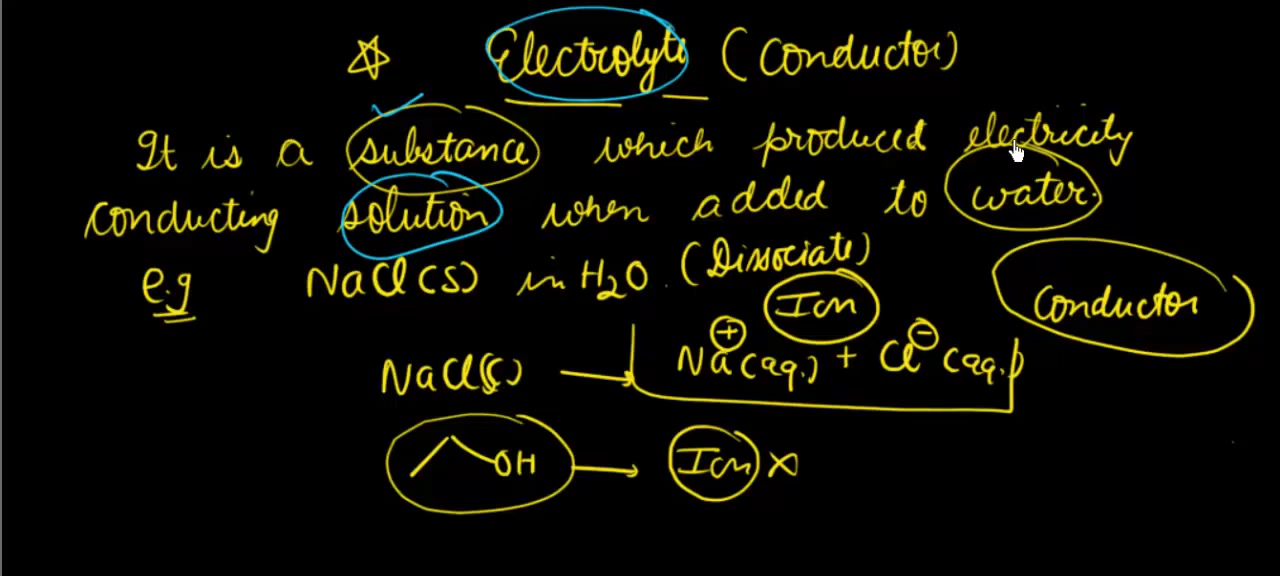 ☆ Electrolyte (Conductor)
It is a substance which produced electricity
conducting solution when added to water.
e.g NaCl(s) in H2O. (Dissociate)
Ion
Conductor
NaCl(s) → Na⊕(aq.) + Cl⊖(aq.)
OH → Ion ×